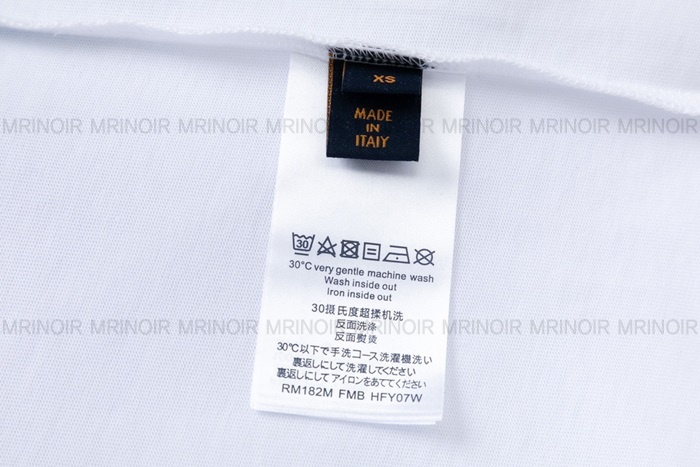 XS
MADE
IN
ITAIY
MRINOIR MRINOIR MRINOIR MRINOIR MRINOIR MRINOIR MRINOIR MRINOIR
30
30°C very gentle machine wash
Wash inside out
Iron inside out
30摄氏度超揉机洗
MRINOIR MRINOIR MRINOIR MRINOIR MRINOIR MRINOIR MRINOIR MRINOIR
反面洗涤
反面熨烫
30℃以下で手洗コース洗濯機洗い
裏返しにして洗濯してください
裏返しにしてアイロンをあててください
RM182M FMB HFY07W